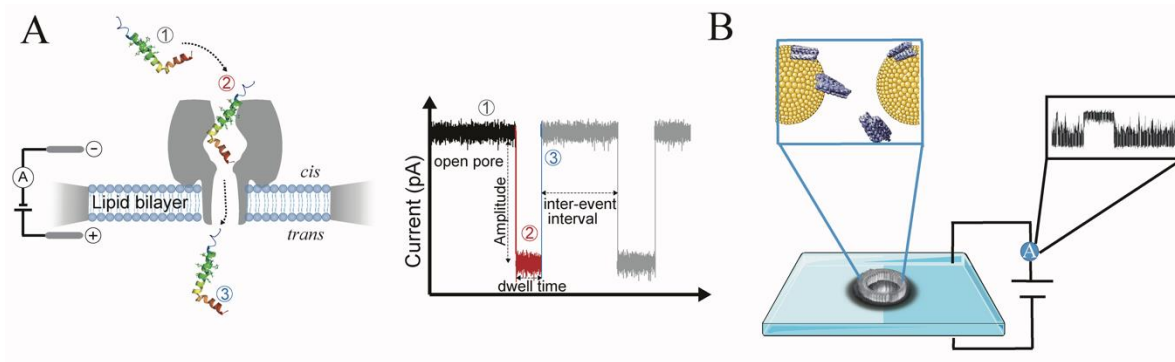 A
①
②
③
A
−
+
cis
Lipid bilayer
trans
Current (pA)
①
open pore
③
Amplitude
inter-event
interval
②
dwell time
B
A